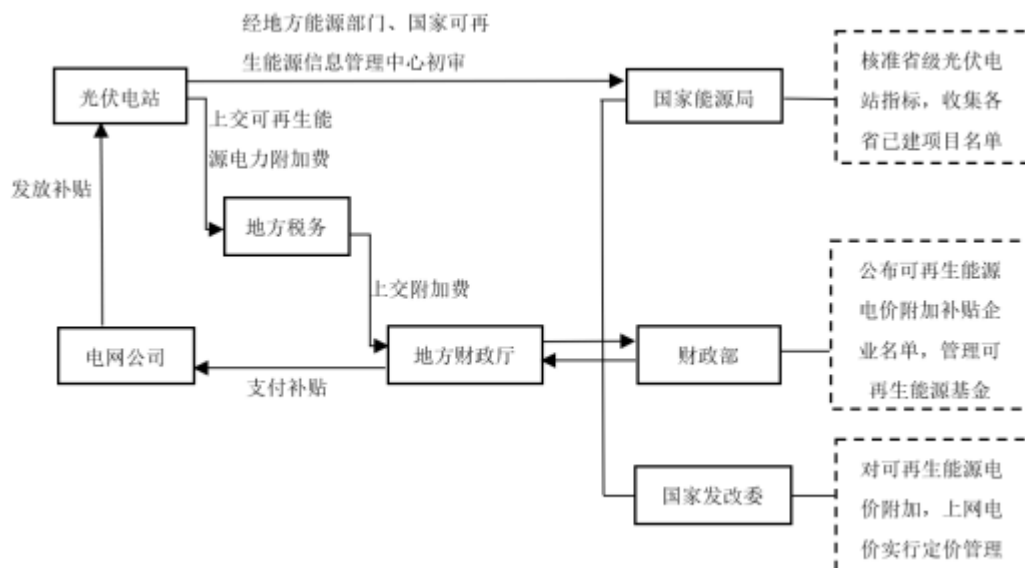 经地方能源部门、国家可再
生能源信息管理中心初审
光伏电站
国家能源局
核准省级光伏电
站指标，收集各
省已建项目名单
上交可再生能
源电力附加费
发放补贴
地方税务
上交附加费
公布可再生能源
电价附加补贴企
业名单，管理可
再生能源基金
电网公司
地方财政厅
财政部
支付补贴
国家发改委
对可再生能源电
价附加，上网电
价实行定价管理